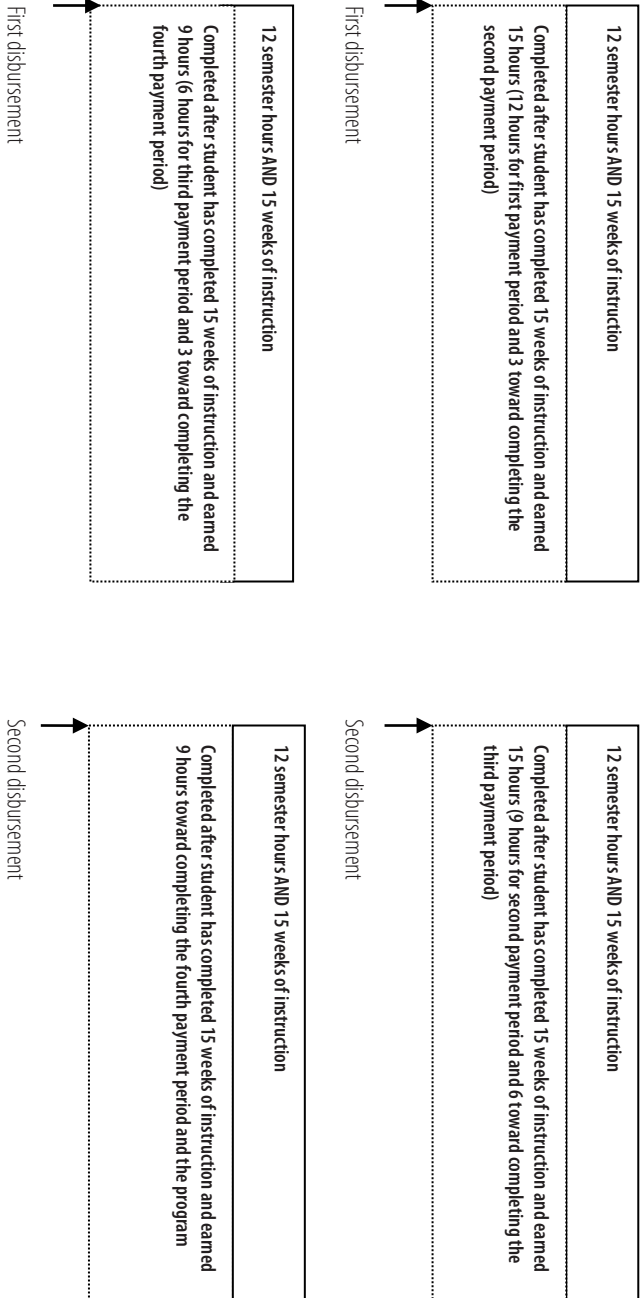 12 semester hours AND 15 weeks of instruction
Completed after student has completed 15 weeks of instruction and earned
15 hours (12 hours for first payment period and 3 toward completing the
second payment period)
First disbursement
12 semester hours AND 15 weeks of instruction
Completed after student has completed 15 weeks of instruction and earned
15 hours (9 hours for second payment period and 6 toward completing the
third payment period)
Second disbursement
12 semester hours AND 15 weeks of instruction
Completed after student has completed 15 weeks of instruction and earned
9 hours (6 hours for third payment period and 3 toward completing the
fourth payment period)
First disbursement
12 semester hours AND 15 weeks of instruction
Completed after student has completed 15 weeks of instruction and earned
9 hours toward completing the fourth payment period and the program
Second disbursement